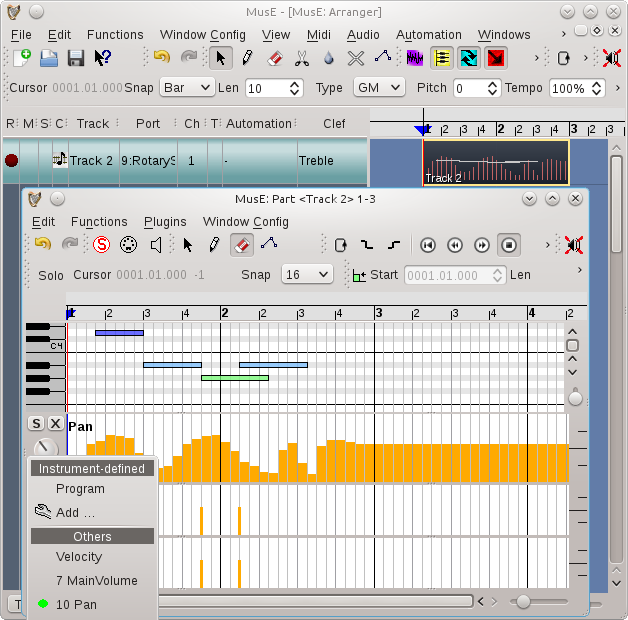 MusE - [MusE: Arranger]
File Edit Functions Window Config View Midi Audio Automation Windows
Cursor 0001.01.000 Snap Bar Len 10 Type GM Pitch 0 Tempo 100%
R M S C Track Port Ch T Automation Clef
2 3 4 2 2 3 4 3 2 3
Track 2 9:RotaryS 1 - Treble
Track 2
MusE: Part <Track 2> 1-3
Edit Functions Plugins Window Config
S
Solo Cursor 0001.01.000 -1 Snap 16 Start 0001.01.000 Len
1 2 3 4 2 2 3 4 3 2 3 4 4 2
C4
S X Pan
Instrument-defined
Program
Add ...
Others
Velocity
7 MainVolume
10 Pan
T